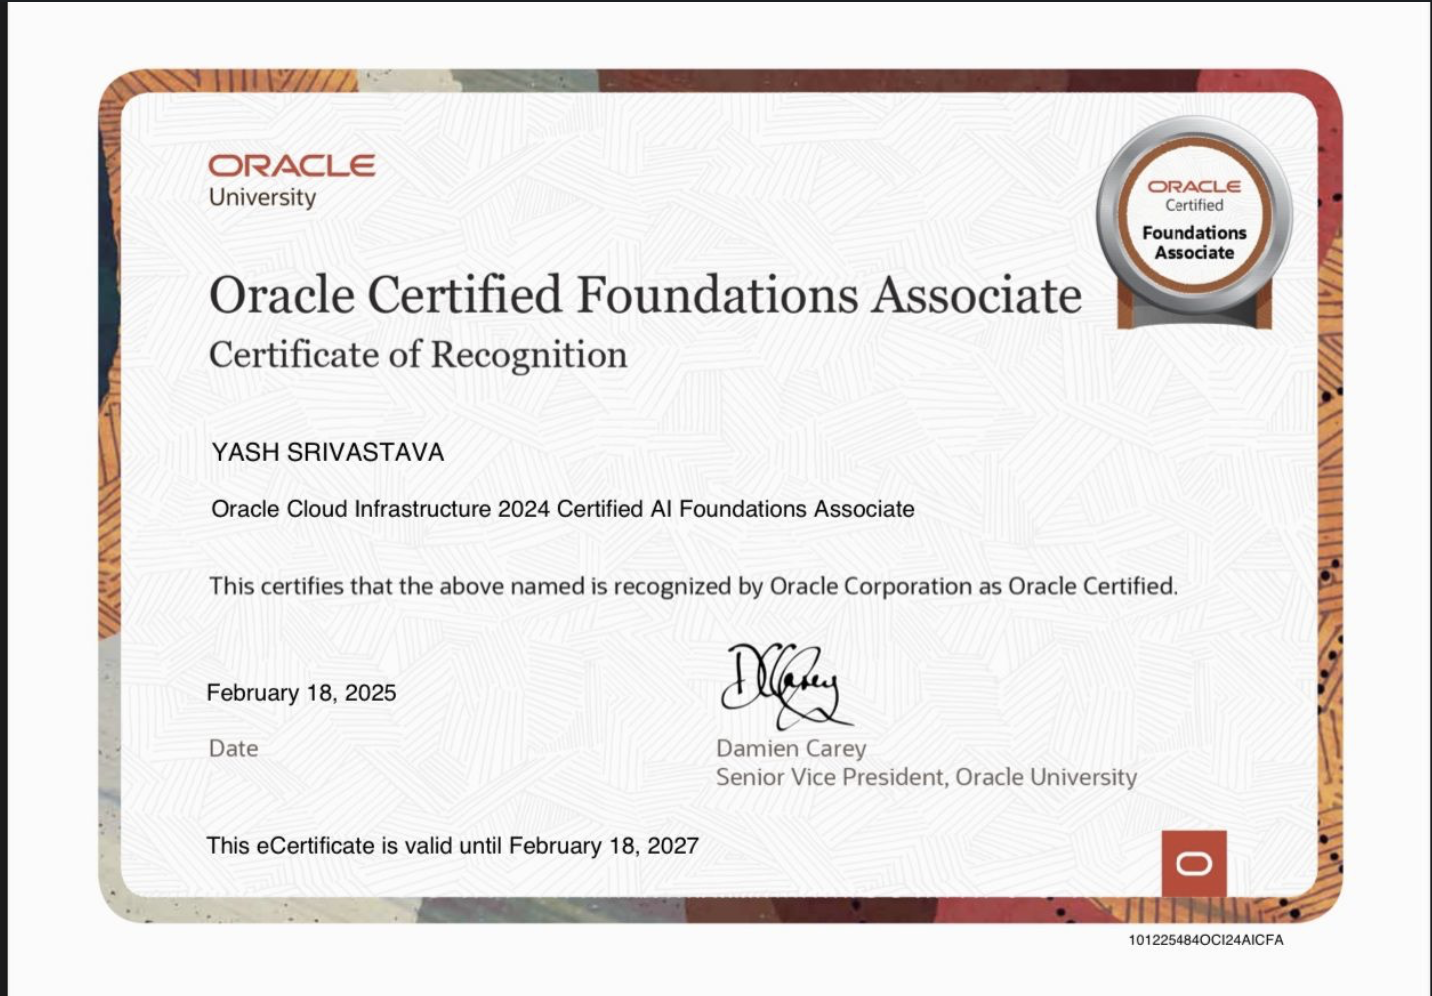 ORACLE
University
ORACLE
Certified
Foundations
Associate
Oracle Certified Foundations Associate
Certificate of Recognition
YASH SRIVASTAVA
Oracle Cloud Infrastructure 2024 Certified AI Foundations Associate
This certifies that the above named is recognized by Oracle Corporation as Oracle Certified.
February 18, 2025
Date
DCCarey
Damien Carey
Senior Vice President, Oracle University
This eCertificate is valid until February 18, 2027
101225484OCI24AICFA